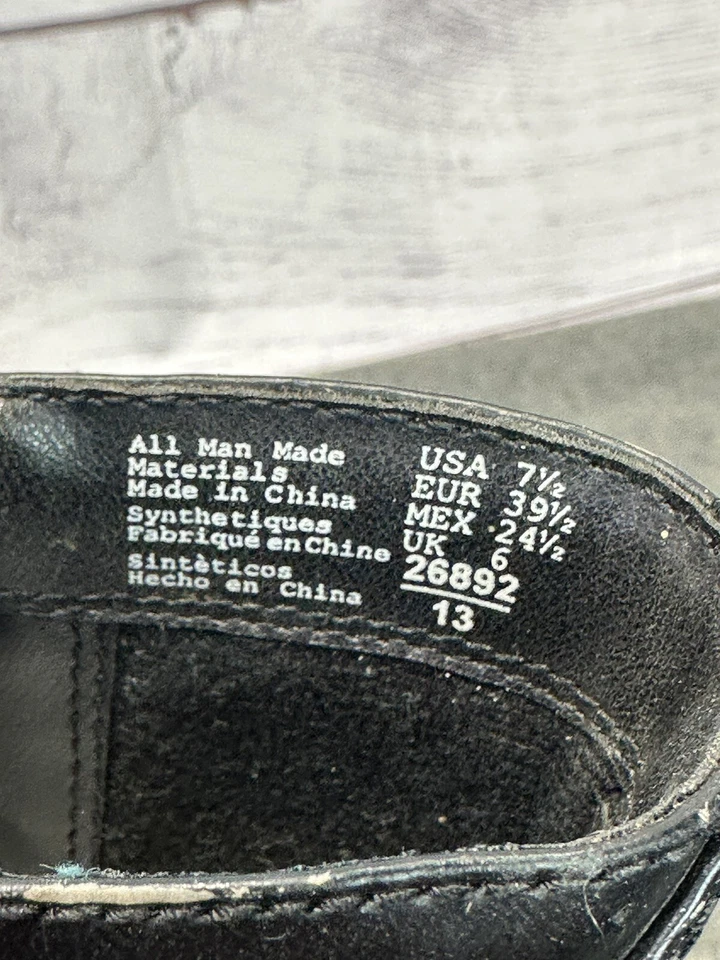 All Man Made
Materials
Made in China
Synthetiques
Fabriqué en Chine
Sintèticos
Hecho en China
USA 7½
EUR 39½
MEX 24½
UK 6
26892
13